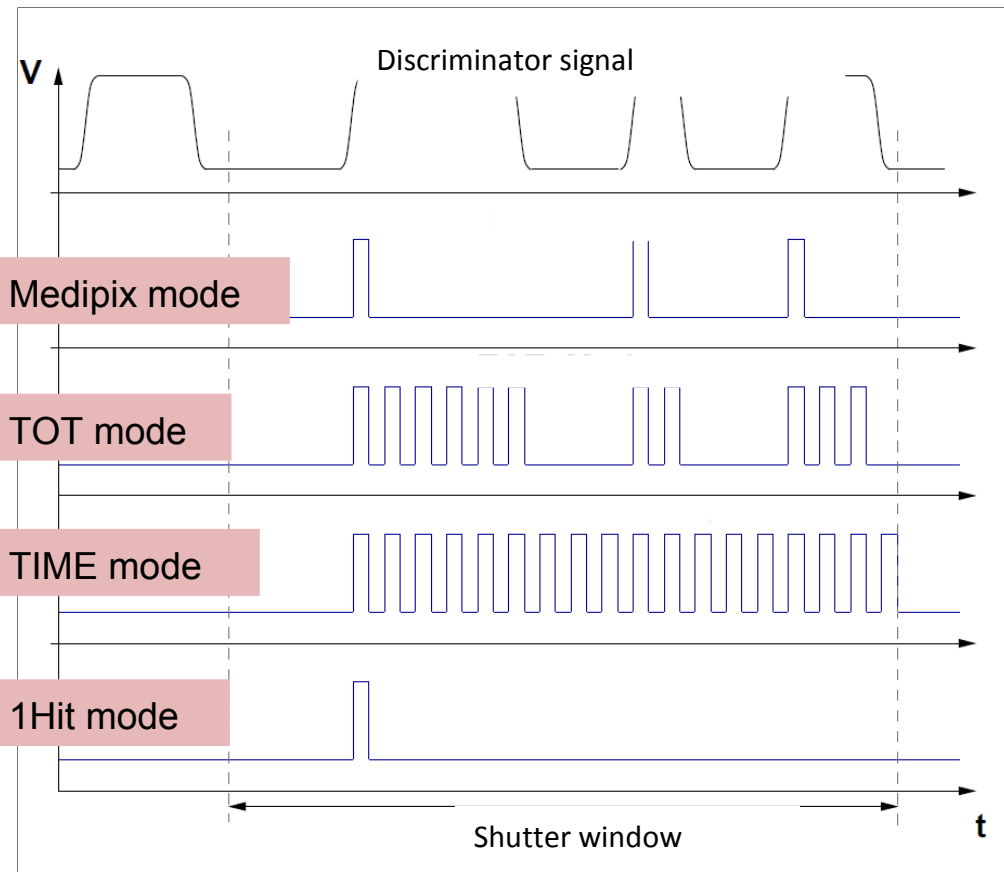 Discriminator signal
V
Medipix mode
TOT mode
TIME mode
1Hit mode
t
Shutter window